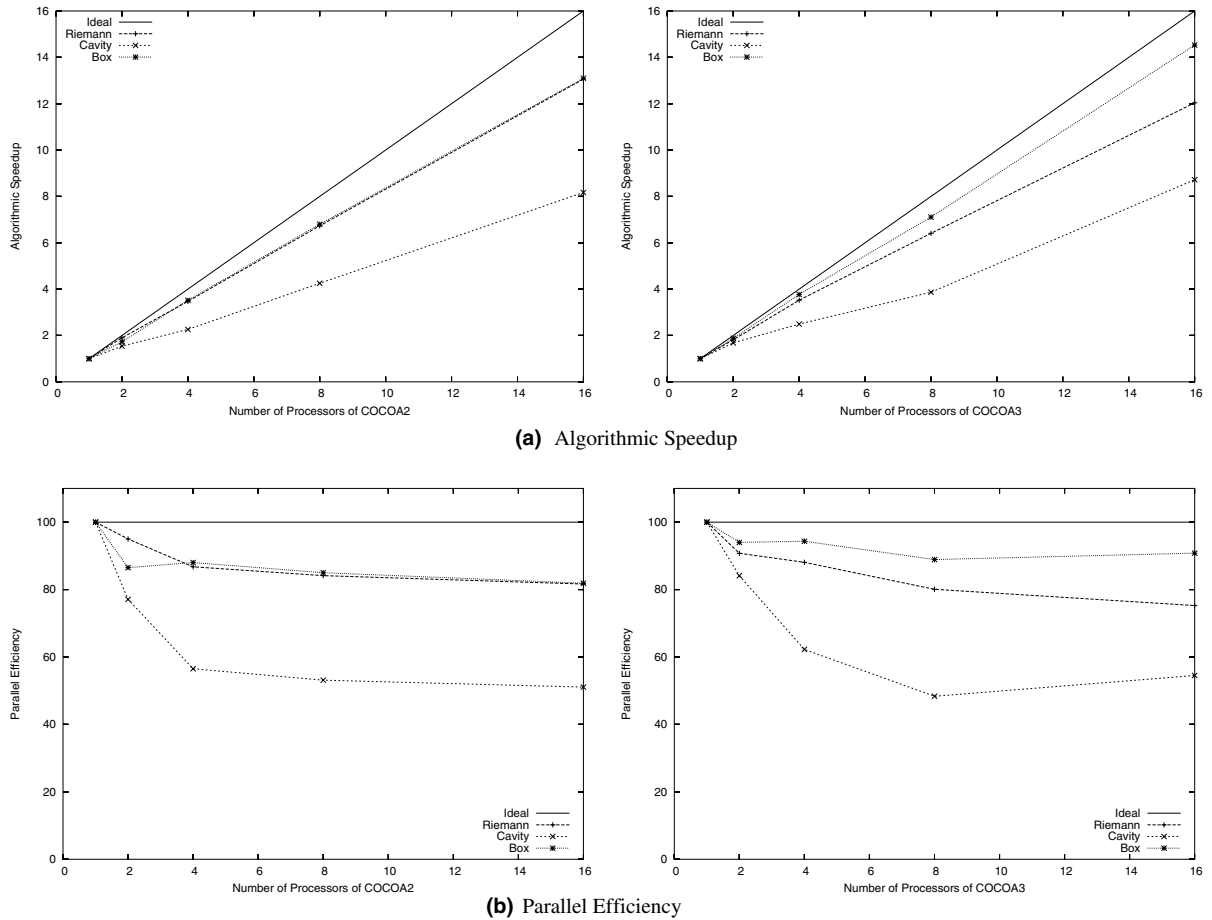 Ideal
Riemann
Cavity
Box
16
14
12
10
8
6
4
2
0
Algorithmic Speedup
0 2 4 6 8 10 12 14 16
Number of Processors of COCOA2
Ideal
Riemann
Cavity
Box
16
14
12
10
8
6
4
2
0
Algorithmic Speedup
0 2 4 6 8 10 12 14 16
Number of Processors of COCOA3
(a) Algorithmic Speedup
100
80
60
40
20
0
Parallel Efficiency
Ideal
Riemann
Cavity
Box
0 2 4 6 8 10 12 14 16
Number of Processors of COCOA2
100
80
60
40
20
0
Parallel Efficiency
Ideal
Riemann
Cavity
Box
0 2 4 6 8 10 12 14 16
Number of Processors of COCOA3
(b) Parallel Efficiency